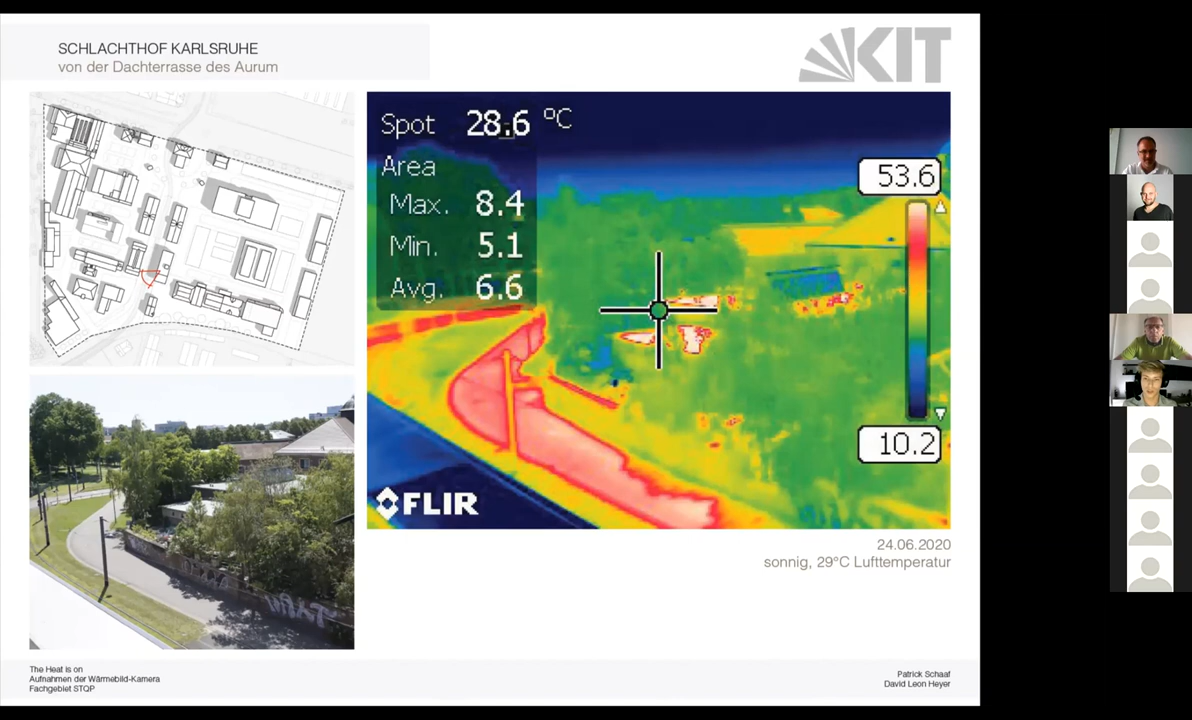 SCHLACHTHOF KARLSRUHE
von der Dachterrasse des Aurum
KIT
Spot 28.6 °C
Area
Max. 8.4
Min. 5.1
Avg. 6.6
53.6
10.2
FLIR
24.06.2020
sonnig, 29°C Lufttemperatur
The Heat is on
Aufnahmen der Wärmebild-Kamera
Fachgebiet STQP
Patrick Schaaf
David Leon Heyer